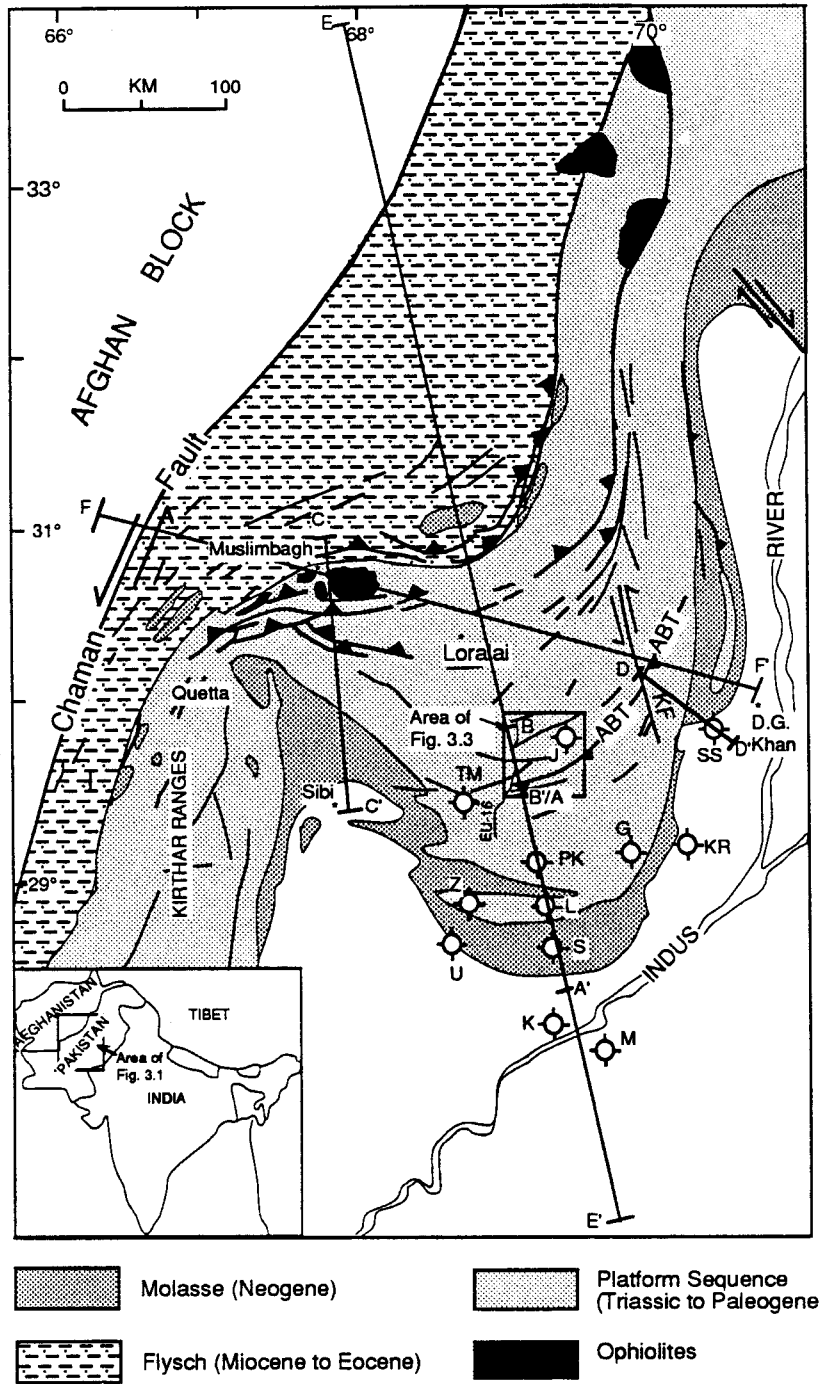 66°
E
68°
70°
0 KM 100
33°
AFGHAN BLOCK
Chaman Fault
31°
F
A
C
Muslimbagh
RIVER
Loralai
ABT
D
F'
KF
Quetta
Area of
Fig. 3.3
B
J
ABT
D.G.
Khan
SS
D'
KIRTHAR RANGES
TM
Sibi
C'
B'/A
EU-16
G
KR
PK
29°
Z
L
U
S
INDUS
A'
K
M
E'
AFGHANISTAN
TIBET
PAKISTAN
Area of
Fig. 3.1
INDIA
Molasse (Neogene)
Platform Sequence
(Triassic to Paleogene
Flysch (Miocene to Eocene)
Ophiolites